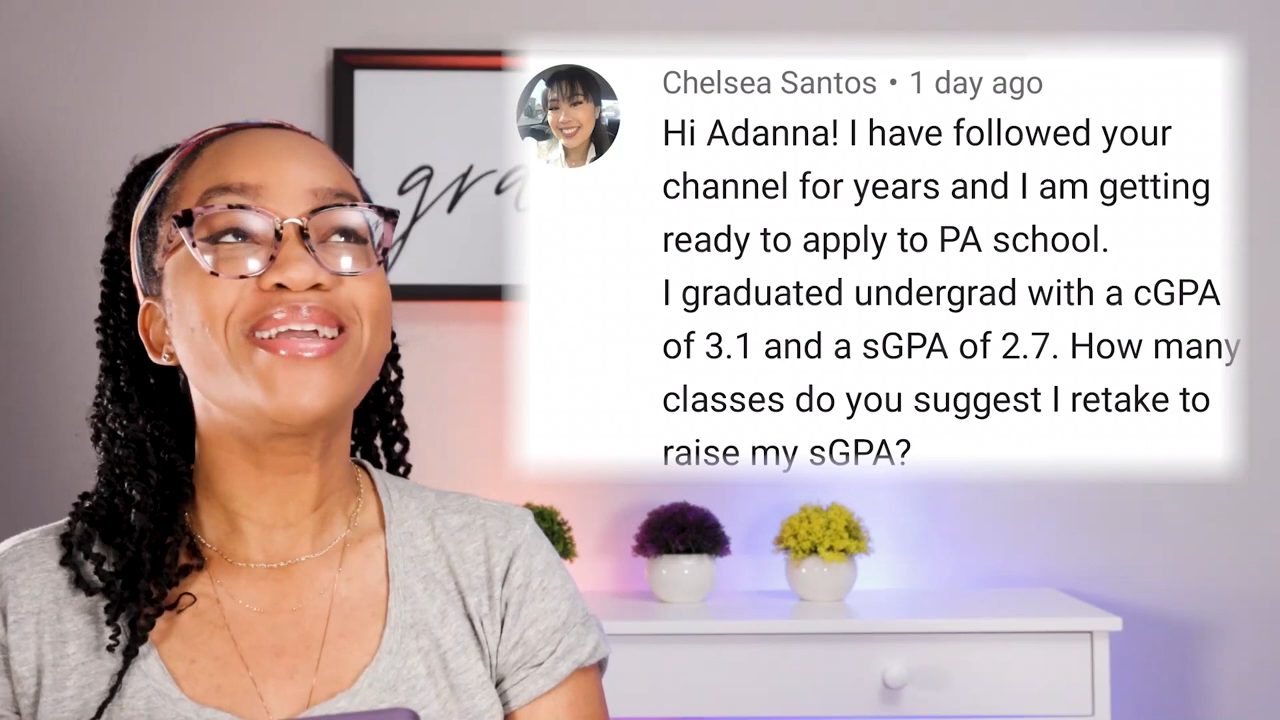 Chelsea Santos • 1 day ago
Hi Adanna! I have followed your
channel for years and I am getting
ready to apply to PA school.
I graduated undergrad with a cGPA
of 3.1 and a sGPA of 2.7. How many
classes do you suggest I retake to
raise my sGPA?
gra